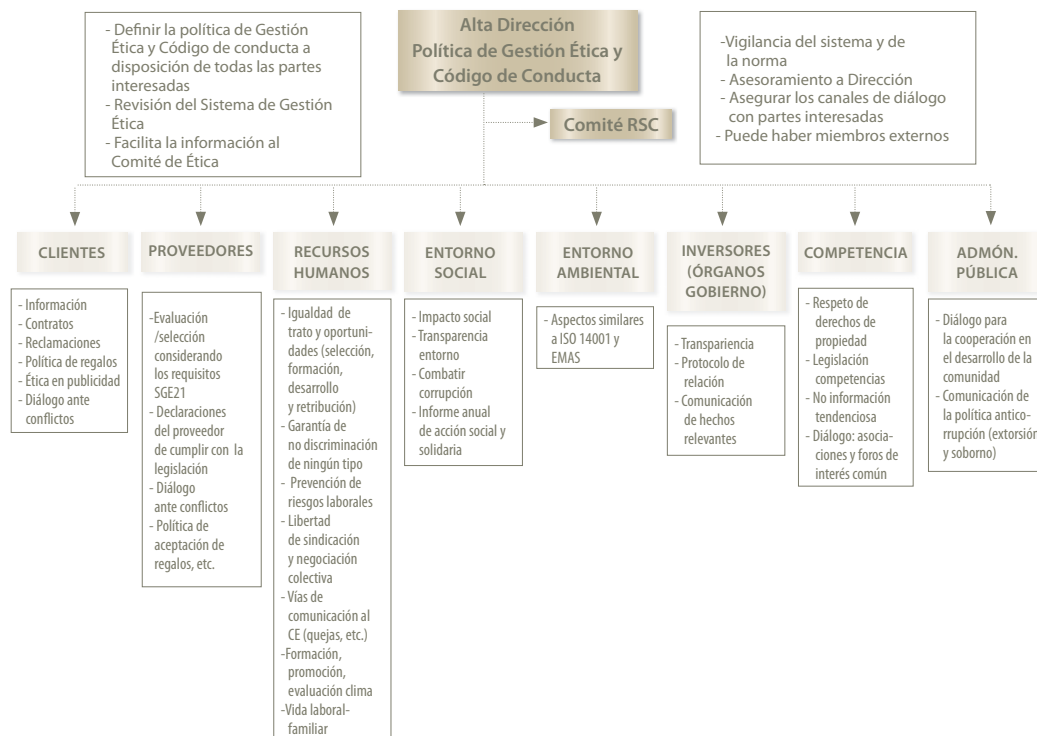 - Definir la política de Gestión
Ética y Código de conducta a
disposición de todas las partes
interesadas
- Revisión del Sistema de Gestión
Ética
- Facilita la información al
Comité de Ética
Alta Dirección
Política de Gestión Ética y
Código de Conducta
Comité RSC
-Vigilancia del sistema y de
la norma
- Asesoramiento a Dirección
- Asegurar los canales de diálogo
con partes interesadas
- Puede haber miembros externos
CLIENTES
- Información
- Contratos
- Reclamaciones
- Política de regalos
- Ética en publicidad
- Diálogo ante
conflictos
PROVEEDORES
-Evaluación
/selección
considerando
los requisitos
SGE21
- Declaraciones
del proveedor
de cumplir con la
legislación
- Diálogo
ante conflictos
- Política de
aceptación de
regalos, etc.
RECURSOS
HUMANOS
- Igualdad de
trato y oportuni-
dades (selección,
formación,
desarrollo
y retribución)
- Garantía de
no discriminación
de ningún tipo
- Prevención de
riesgos laborales
- Libertad
de sindicación
y negociación
colectiva
- Vías de
comunicación al
CE (quejas, etc.)
-Formación,
promoción,
evaluación clima
-Vida laboral-
familiar
ENTORNO
SOCIAL
- Impacto social
- Transparencia
entorno
- Combatir
corrupción
- Informe anual
de acción social y
solidaria
ENTORNO
AMBIENTAL
- Aspectos similares
a ISO 14001 y
EMAS
INVERSORES
(ÓRGANOS
GOBIERNO)
- Transpariencia
- Protocolo de
relación
- Comunicación
de hechos
relevantes
COMPETENCIA
- Respeto de
derechos de
propiedad
- Legislación
competencias
- No información
tendenciosa
- Diálogo: asocia-
ciones y foros de
interés común
ADMÓN.
PÚBLICA
- Diálogo para
la cooperación en
el desarrollo de la
comunidad
- Comunicación de
la política antico-
rrupción (extorsión
y soborno)